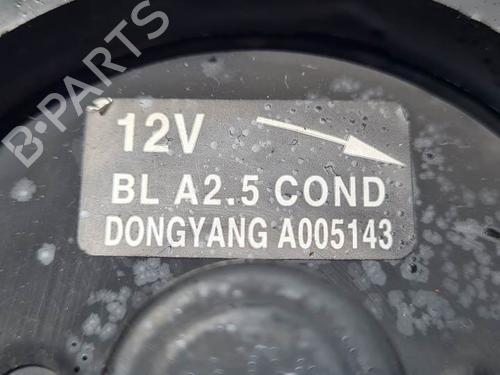 B-PARTS
12V
BL A2.5 COND
DONGYANG A005143